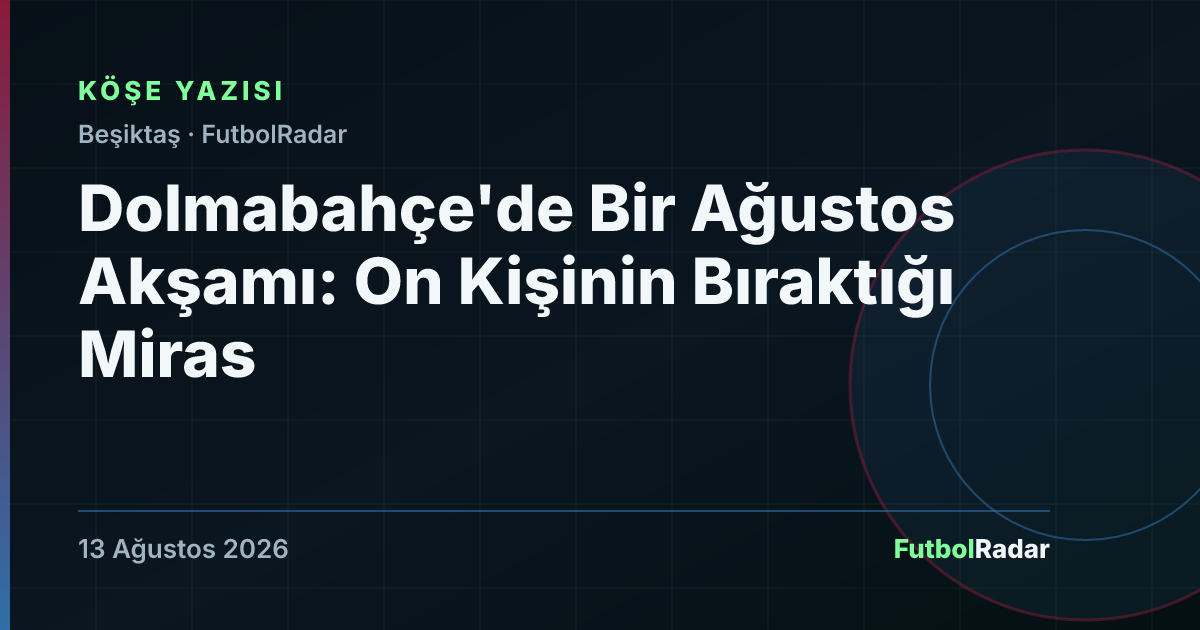 KÖŞE YAZISI
Beşiktaş · FutbolRadar
Dolmabahçe'de Bir Ağustos
Akşamı: On Kişinin Bıraktığı
Miras
13 Ağustos 2026
FutbolRadar